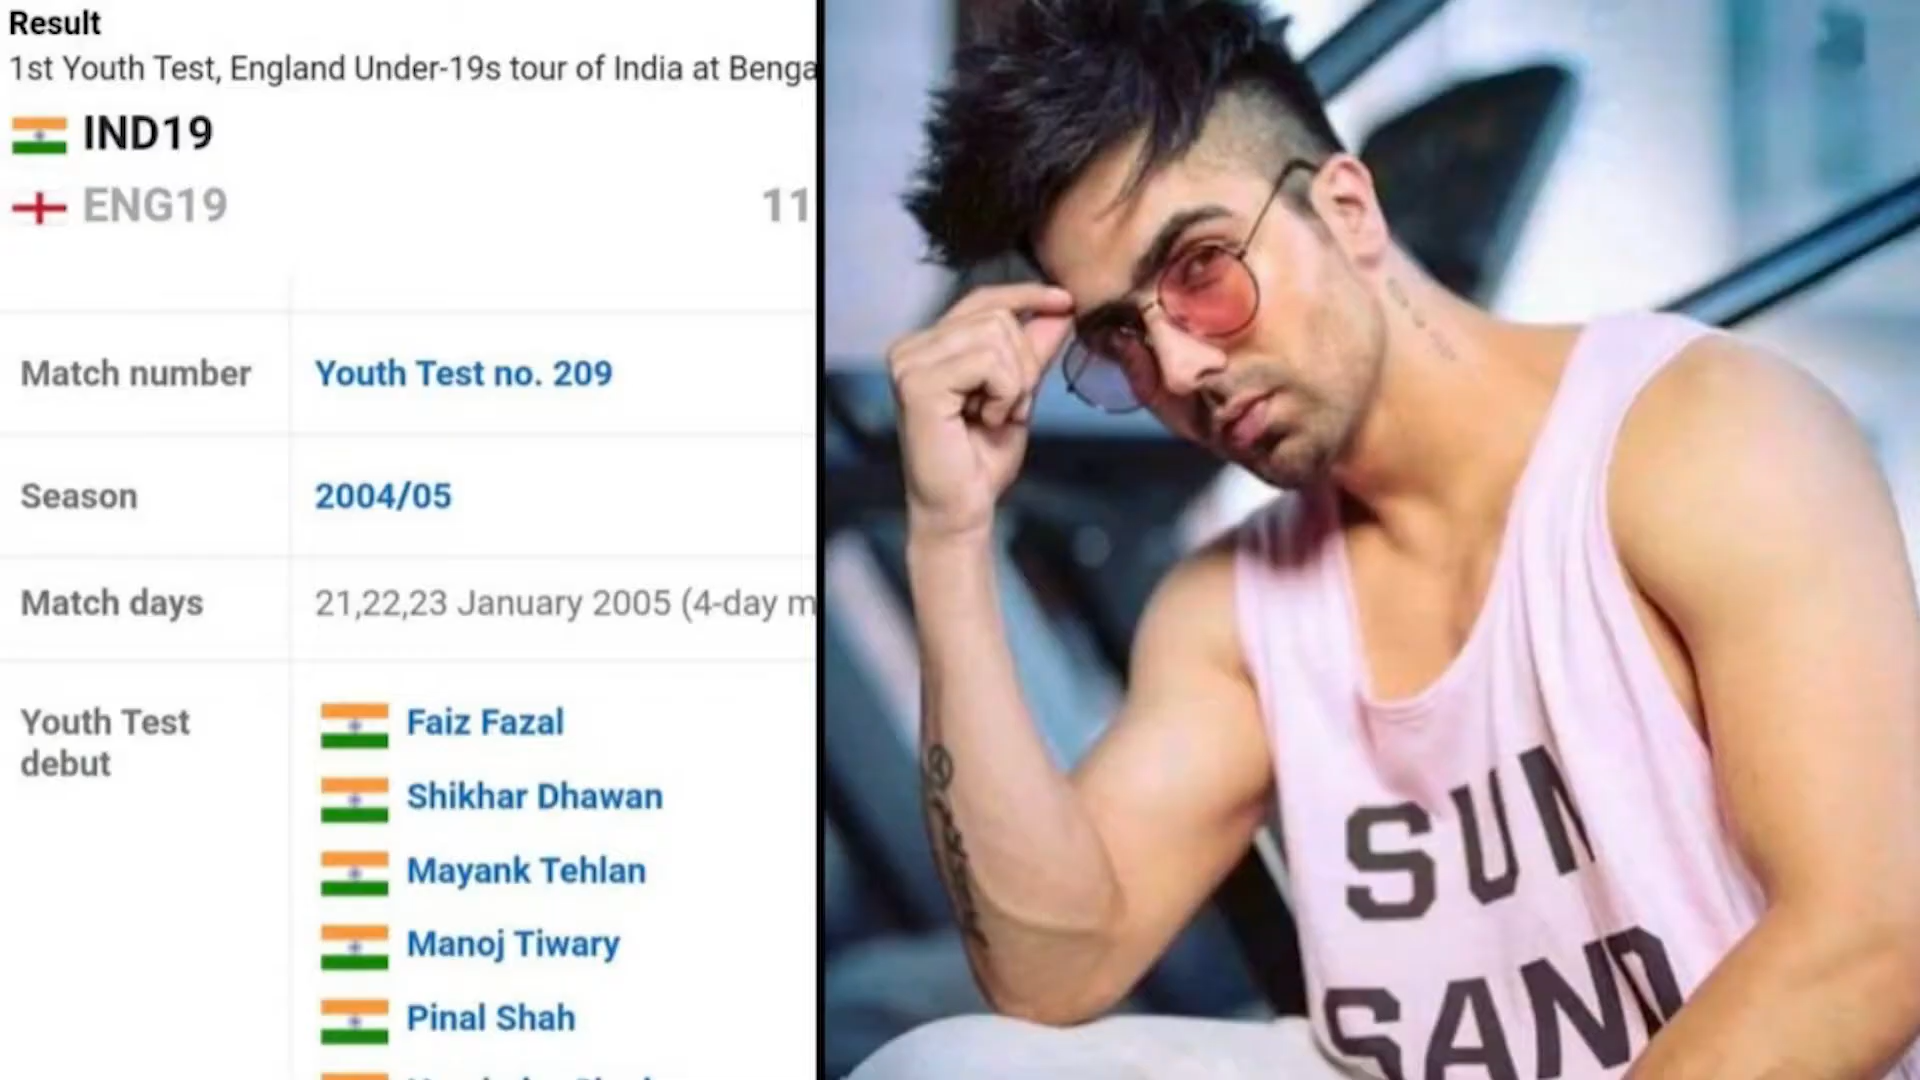 Result
1st Youth Test, England Under-19s tour of India at Benga
IND19
ENG19 11
Match number Youth Test no. 209
Season 2004/05
Match days 21,22,23 January 2005 (4-day m
Youth Test debut
Faiz Fazal
Shikhar Dhawan
Mayank Tehlan
Manoj Tiwary
Pinal Shah
SUN
SAND